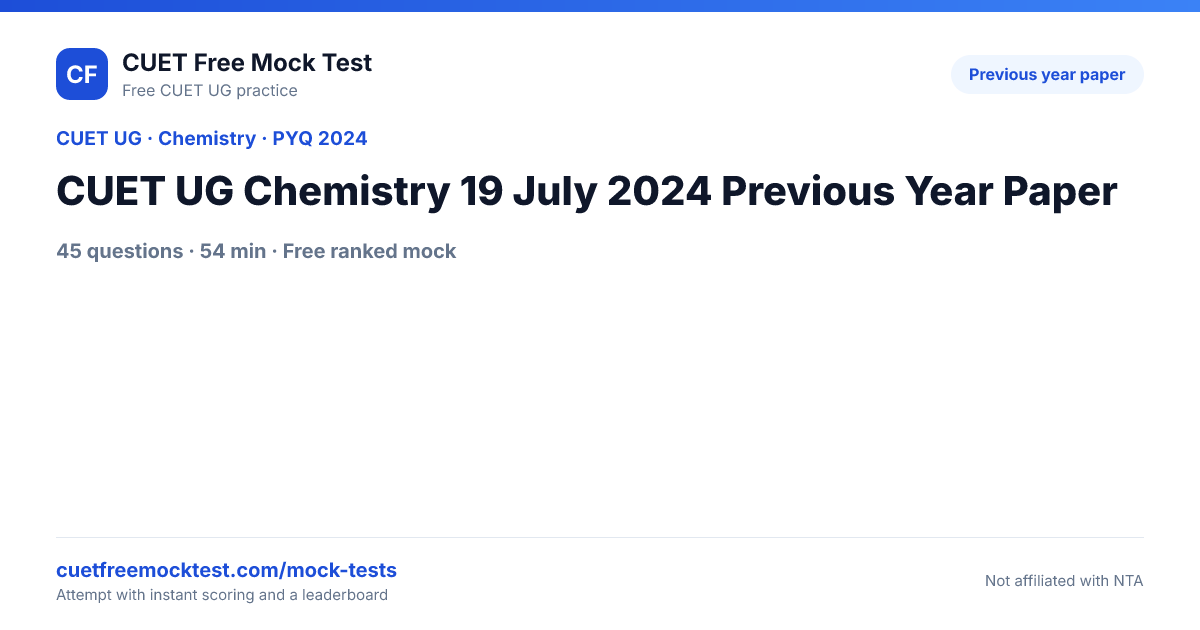 CF
CUET Free Mock Test
Free CUET UG practice
Previous year paper
CUET UG · Chemistry · PYQ 2024
CUET UG Chemistry 19 July 2024 Previous Year Paper
45 questions · 54 min · Free ranked mock
cuetfreemocktest.com/mock-tests
Attempt with instant scoring and a leaderboard
Not affiliated with NTA